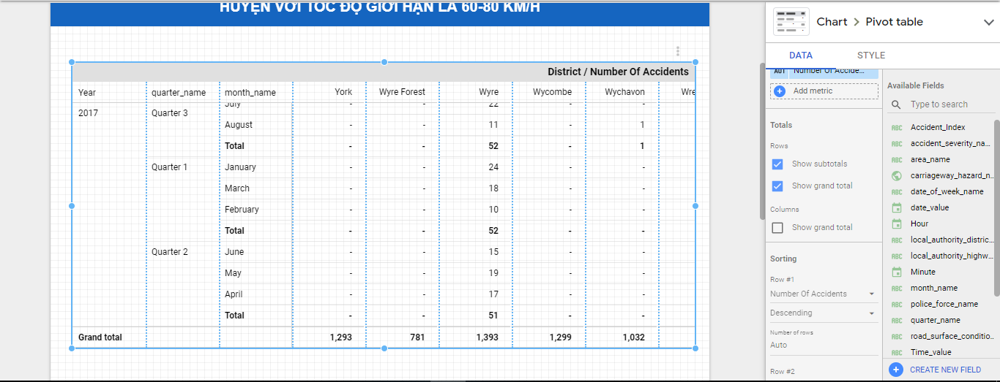 HUYỆN VỚI TỐC ĐỘ GIỚI HẠN LÀ 60-80 KM/H
District / Number Of Accidents
Year quarter_name month_name York Wyre Forest Wyre Wycombe Wychavon Wre
July - - 22 - -
2017 Quarter 3
August - - 11 - 1
Total - - 52 - 1
Quarter 1 January - - 24 - -
March - - 18 - -
February - - 10 - -
Total - - 52 - -
Quarter 2 June - - 15 - -
May - - 19 - -
April - - 17 - -
Total - - 51 - -
Grand total 1,293 781 1,393 1,299 1,032
Chart > Pivot table
DATA STYLE
AUT Number Of Accide...
Add metric
Totals
Rows
Show subtotals
Show grand total
Columns
Show grand total
Sorting
Row #1
Number Of Accidents
Descending
Number of rows
Auto
Row #2
Available Fields
Type to search
ABC Accident_Index
ABC accident_severity_na...
ABC area_name
carriageway_hazard_n...
ABC date_of_week_name
date_value
Hour
ABC local_authority_distric...
ABC local_authority_highw...
Minute
ABC month_name
ABC police_force_name
ABC quarter_name
ABC road_surface_conditio...
ABC Time_value
CREATE NEW FIELD